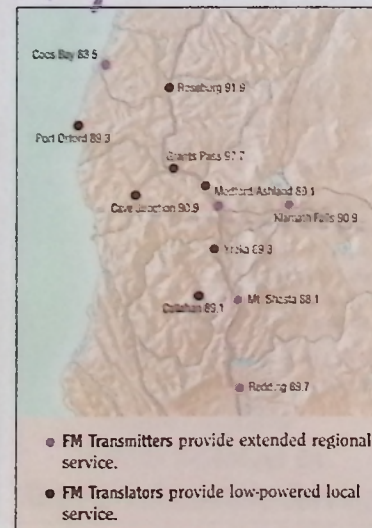 Coos Bay 88.5
Roseburg 91.9
Port Orford 89.3
Grants Pass 97.7
Medford/Ashland 89.1
Cave Junction 90.9
Klamath Falls 90.9
Yreka 89.3
Callahan 89.1
Mt. Shasta 88.1
Redding 89.7
FM Transmitters provide extended regional
service.
FM Translators provide low-powered local
service.